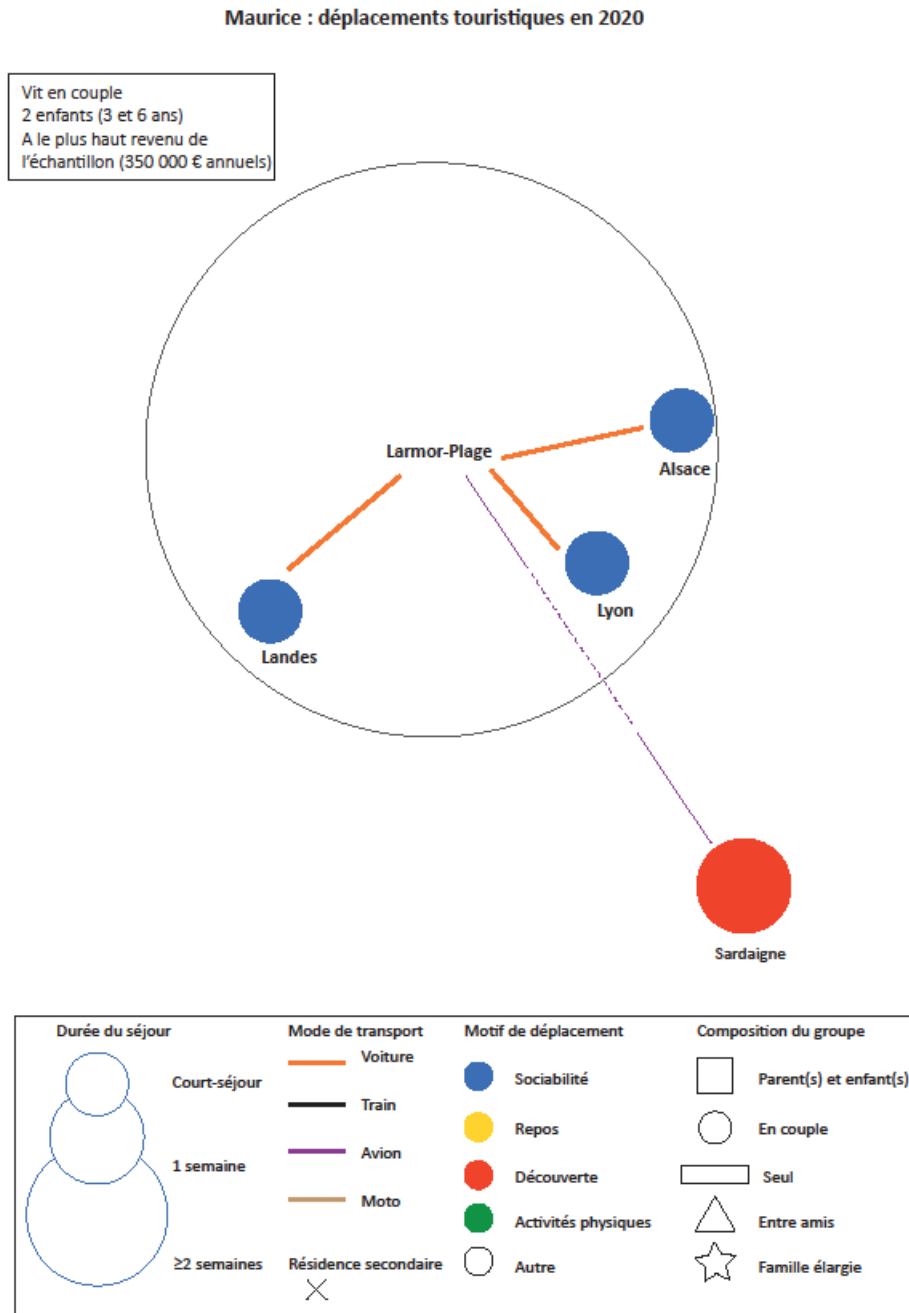 Maurice : déplacements touristiques en 2020
Vit en couple
2 enfants (3 et 6 ans)
A le plus haut revenu de
l'échantillon (350 000 € annuels)
Larmor-Plage
Alsace
Lyon
Landes
Sardaigne
Durée du séjour
Court-séjour
1 semaine
≥2 semaines
Mode de transport
Voiture
Train
Avion
Moto
Résidence secondaire
Motif de déplacement
Sociabilité
Repos
Découverte
Activités physiques
Autre
Composition du groupe
Parent(s) et enfant(s)
En couple
Seul
Entre amis
Famille élargie